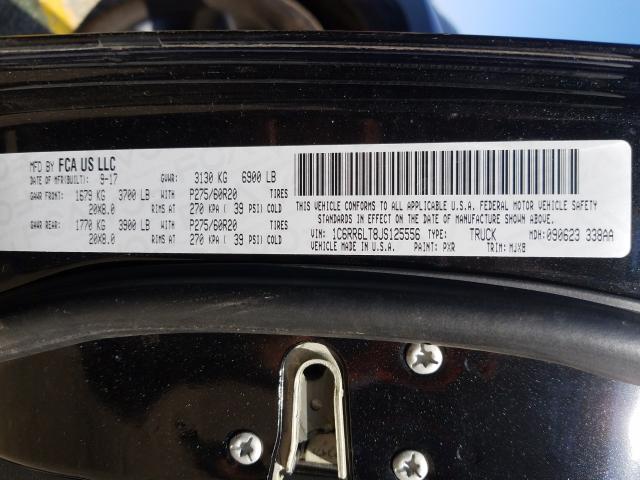 MFD BY FCA US LLC
DATE OF MFR(BUILT): 9-17 GVWR: 3130 KG 6900 LB
GAWR FRONT: 1679 KG 3700 LB WITH P275/60R20 TIRES
20X8.0 RIMS AT 270 KPA ( 39 PSI) COLD
GAWR REAR: 1770 KG 3900 LB WITH P275/60R20 TIRES
20X8.0 RIMS AT 270 KPA ( 39 PSI) COLD
THIS VEHICLE CONFORMS TO ALL APPLICABLE U.S.A. FEDERAL MOTOR VEHICLE SAFETY
STANDARDS IN EFFECT ON THE DATE OF MANUFACTURE SHOWN ABOVE.
VIN: 1C6RR6LT8JS125556 TYPE: TRUCK MDH: 090623 338AA
VEHICLE MADE IN U.S.A. PAINT: PXR TRIM: MJX8